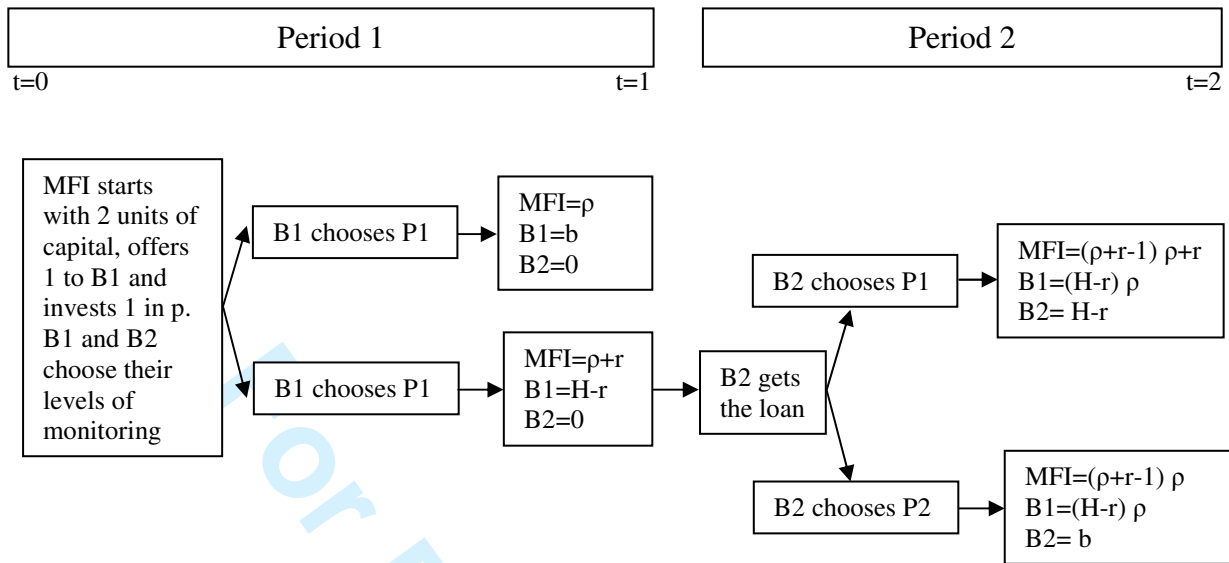 Period 1
Period 2
t=0
t=1
t=2
MFI starts
with 2 units of
capital, offers
1 to B1 and
invests 1 in p.
B1 and B2
choose their
levels of
monitoring
B1 chooses P1
MFI=ρ
B1=b
B2=0
B1 chooses P1
MFI=ρ+r
B1=H-r
B2=0
B2 gets
the loan
B2 chooses P1
MFI=(ρ+r-1) ρ+r
B1=(H-r) ρ
B2= H-r
B2 chooses P2
MFI=(ρ+r-1) ρ
B1=(H-r) ρ
B2= b
For